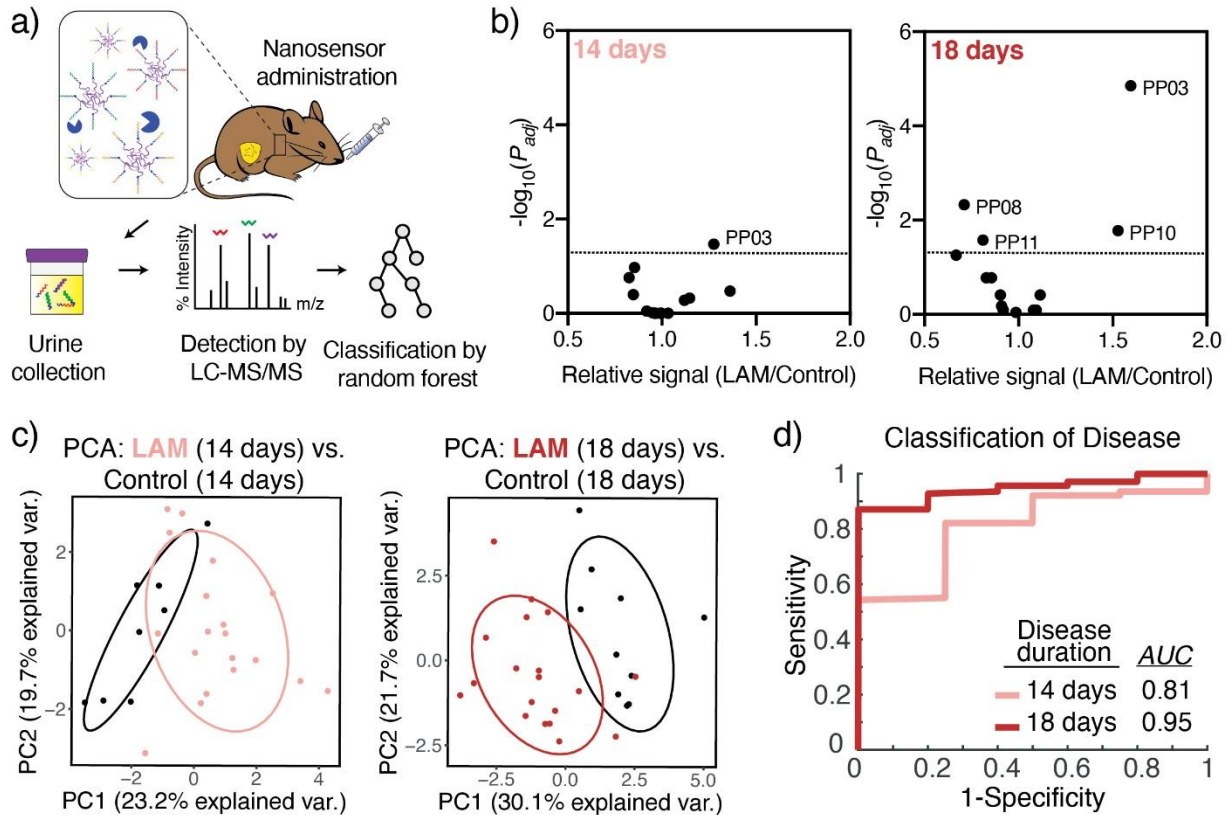 a)
Nanosensor
administration
% Intensity
m/z
Urine
collection
Detection by
LC-MS/MS
Classification by
random forest
b)
14 days
6
4
2
0
-log10(Padj)
PP03
0.5
1.0
1.5
2.0
Relative signal (LAM/Control)
18 days
6
4
2
0
-log10(Padj)
PP03
PP08
PP11
PP10
0.5
1.0
1.5
2.0
Relative signal (LAM/Control)
c)
PCA: LAM (14 days) vs.
Control (14 days)
PC2 (19.7% explained var.)
2
0
−2
−2
0
2
4
PC1 (23.2% explained var.)
PCA: LAM (18 days) vs.
Control (18 days)
PC2 (21.7% explained var.)
2.5
0.0
−2.5
−2.5
0.0
2.5
5.0
PC1 (30.1% explained var.)
d)
Classification of Disease
Sensitivity
1
0.8
0.6
0.4
0.2
0
Disease
duration
AUC
14 days 0.81
18 days 0.95
0
0.2
0.4
0.6
0.8
1
1-Specificity